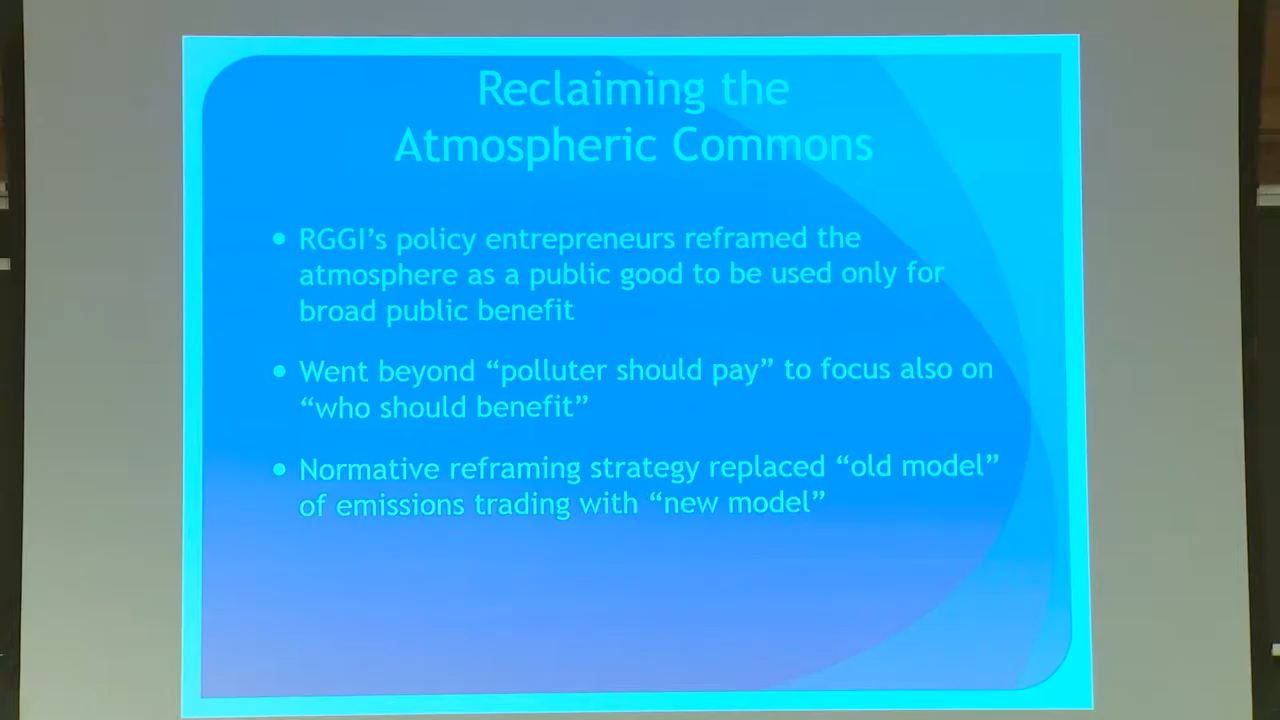 Reclaiming the
Atmospheric Commons
• RGGI’s policy entrepreneurs reframed the
atmosphere as a public good to be used only for
broad public benefit
• Went beyond “polluter should pay” to focus also on
“who should benefit”
• Normative reframing strategy replaced “old model”
of emissions trading with “new model”